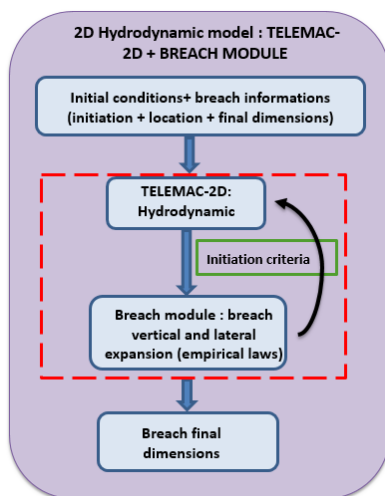 2D Hydrodynamic model : TELEMAC-
2D + BREACH MODULE
Initial conditions+ breach informations
(initiation + location + final dimensions)
TELEMAC-2D:
Hydrodynamic
Initiation criteria
Breach module : breach
vertical and lateral
expansion (empirical laws)
Breach final
dimensions